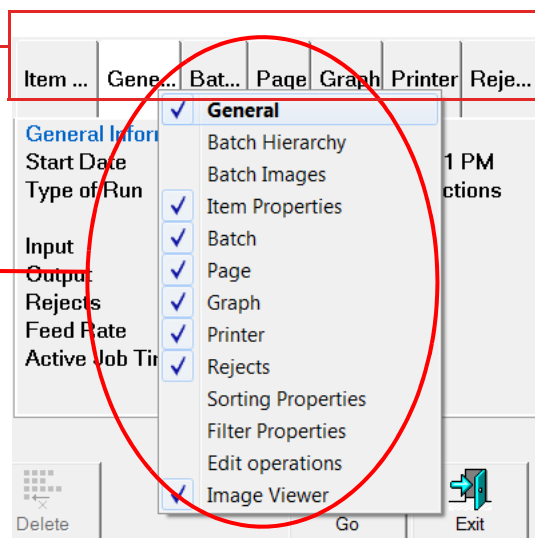 Item ... Gene... Bat... Page Graph Printer Reje...
General
General Infor
Batch Hierarchy
Start Date 1 PM
Batch Images
Type of Run ctions
Item Properties
Input
Batch
Output
Page
Rejects
Graph
Feed Rate
Printer
Active Job Tir
Rejects
Sorting Properties
Filter Properties
Edit operations
Image Viewer
Delete Go Exit